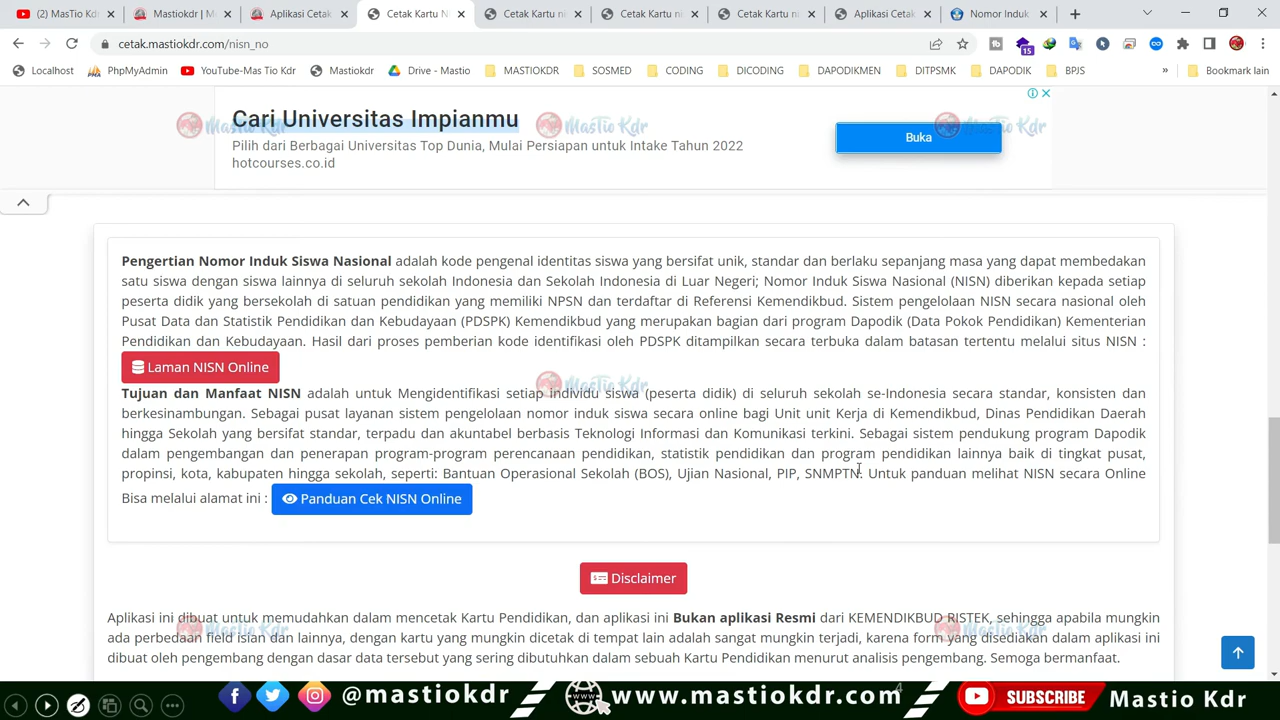 (2) MasTio Kdr
Mastiokdr | M
Aplikasi Cetak
Cetak Kartu N
Cetak Kartu ni
Cetak Kartu ni
Cetak Kartu ni
Aplikasi Cetak
Nomor Induk
cetak.mastiokdr.com/nisn_no
15
Localhost
PhpMyAdmin
YouTube-Mas Tio Kdr
Mastiokdr
Drive - Mastio
MASTIOKDR
SOSMED
CODING
DICODING
DAPODIKMEN
DITPSMK
DAPODIK
BPJS
»
Bookmark lain
Cari Universitas Impianmu
Pilih dari Berbagai Universitas Top Dunia, Mulai Persiapan untuk Intake Tahun 2022
hotcourses.co.id
Buka
MasTio Kdr
MasTio Kdr
MasTio Kdr
Pengertian Nomor Induk Siswa Nasional adalah kode pengenal identitas siswa yang bersifat unik, standar dan berlaku sepanjang masa yang dapat membedakan
satu siswa dengan siswa lainnya di seluruh sekolah Indonesia dan Sekolah Indonesia di Luar Negeri; Nomor Induk Siswa Nasional (NISN) diberikan kepada setiap
peserta didik yang bersekolah di satuan pendidikan yang memiliki NPSN dan terdaftar di Referensi Kemendikbud. Sistem pengelolaan NISN secara nasional oleh
Pusat Data dan Statistik Pendidikan dan Kebudayaan (PDSPK) Kemendikbud yang merupakan bagian dari program Dapodik (Data Pokok Pendidikan) Kementerian
Pendidikan dan Kebudayaan. Hasil dari proses pemberian kode identifikasi oleh PDSPK ditampilkan secara terbuka dalam batasan tertentu melalui situs NISN :
Laman NISN Online
MasTio Kdr
Tujuan dan Manfaat NISN adalah untuk Mengidentifikasi setiap individu siswa (peserta didik) di seluruh sekolah se-Indonesia secara standar, konsisten dan
berkesinambungan. Sebagai pusat layanan sistem pengelolaan nomor induk siswa secara online bagi Unit unit Kerja di Kemendikbud, Dinas Pendidikan Daerah
hingga Sekolah yang bersifat standar, terpadu dan akuntabel berbasis Teknologi Informasi dan Komunikasi terkini. Sebagai sistem pendukung program Dapodik
dalam pengembangan dan penerapan program-program perencanaan pendidikan, statistik pendidikan dan program pendidikan lainnya baik di tingkat pusat,
propinsi, kota, kabupaten hingga sekolah, seperti: Bantuan Operasional Sekolah (BOS), Ujian Nasional, PIP, SNMPTN. Untuk panduan melihat NISN secara Online
Bisa melalui alamat ini : Panduan Cek NISN Online
Disclaimer
Aplikasi ini dibuat untuk memudahkan dalam mencetak Kartu Pendidikan, dan aplikasi ini Bukan aplikasi Resmi dari KEMENDIKBUD RISTEK, sehingga apabila mungkin
MasTio Kdr
MasTio Kdr
ada perbedaan field isian dan lainnya, dengan kartu yang mungkin dicetak di tempat lain adalah sangat mungkin terjadi, karena form yang disediakan dalam aplikasi ini
dibuat oleh pengembang dengan dasar data tersebut yang sering dibutuhkan dalam sebuah Kartu Pendidikan menurut analisis pengembang. Semoga bermanfaat.
4
@mastiokdr
www.mastiokdr.com
SUBSCRIBE
Mastio Kdr